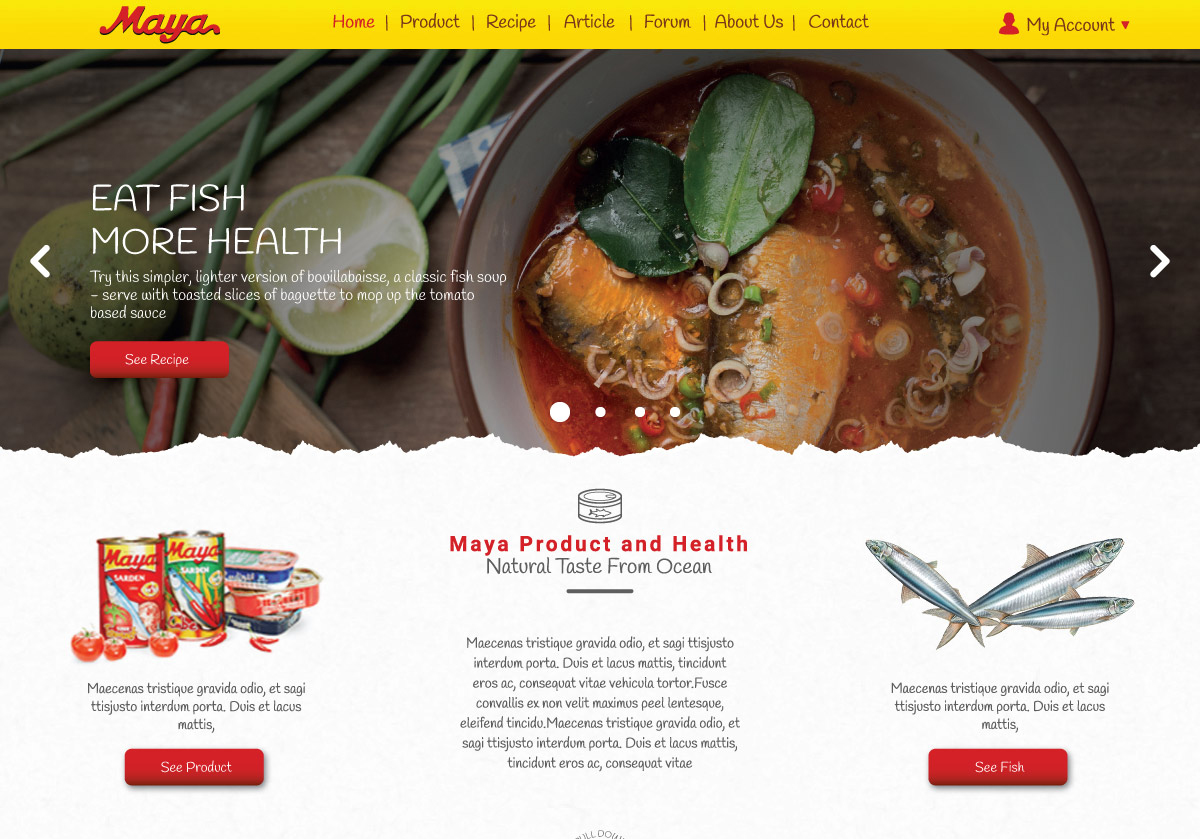 Maya
Home | Product | Recipe | Article | Forum | About Us | Contact
My Account ▼
EAT FISH
MORE HEALTH
Try this simpler, lighter version of bouillabaisse, a classic fish soup
– serve with toasted slices of baguette to mop up the tomato
based sauce
See Recipe
Maya Product and Health
Natural Taste From Ocean
Maya
SARDEN
Maya
SARDEN
Maecenas tristique gravida odio, et sagi
ttisjusto interdum porta. Duis et lacus
mattis,
See Product
Maecenas tristique gravida odio, et sagi ttisjusto
interdum porta. Duis et lacus mattis, tincidunt
eros ac, consequat vitae vehicula tortor.Fusce
convallis ex non velit maximus peel lentesque,
eleifend tincidu.Maecenas tristique gravida odio, et
sagi ttisjusto interdum porta. Duis et lacus mattis,
tincidunt eros ac, consequat vitae
Maecenas tristique gravida odio, et sagi
ttisjusto interdum porta. Duis et lacus
mattis,
See Fish